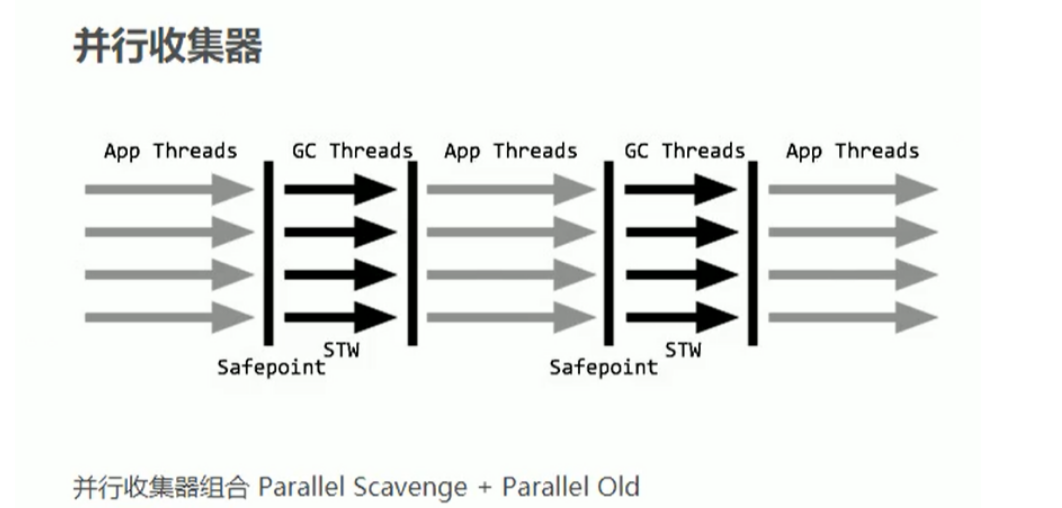 并行收集器
App Threads GC Threads App Threads GC Threads App Threads
STW STW
Safepoint Safepoint
并行收集器组合 Parallel Scavenge + Parallel Old